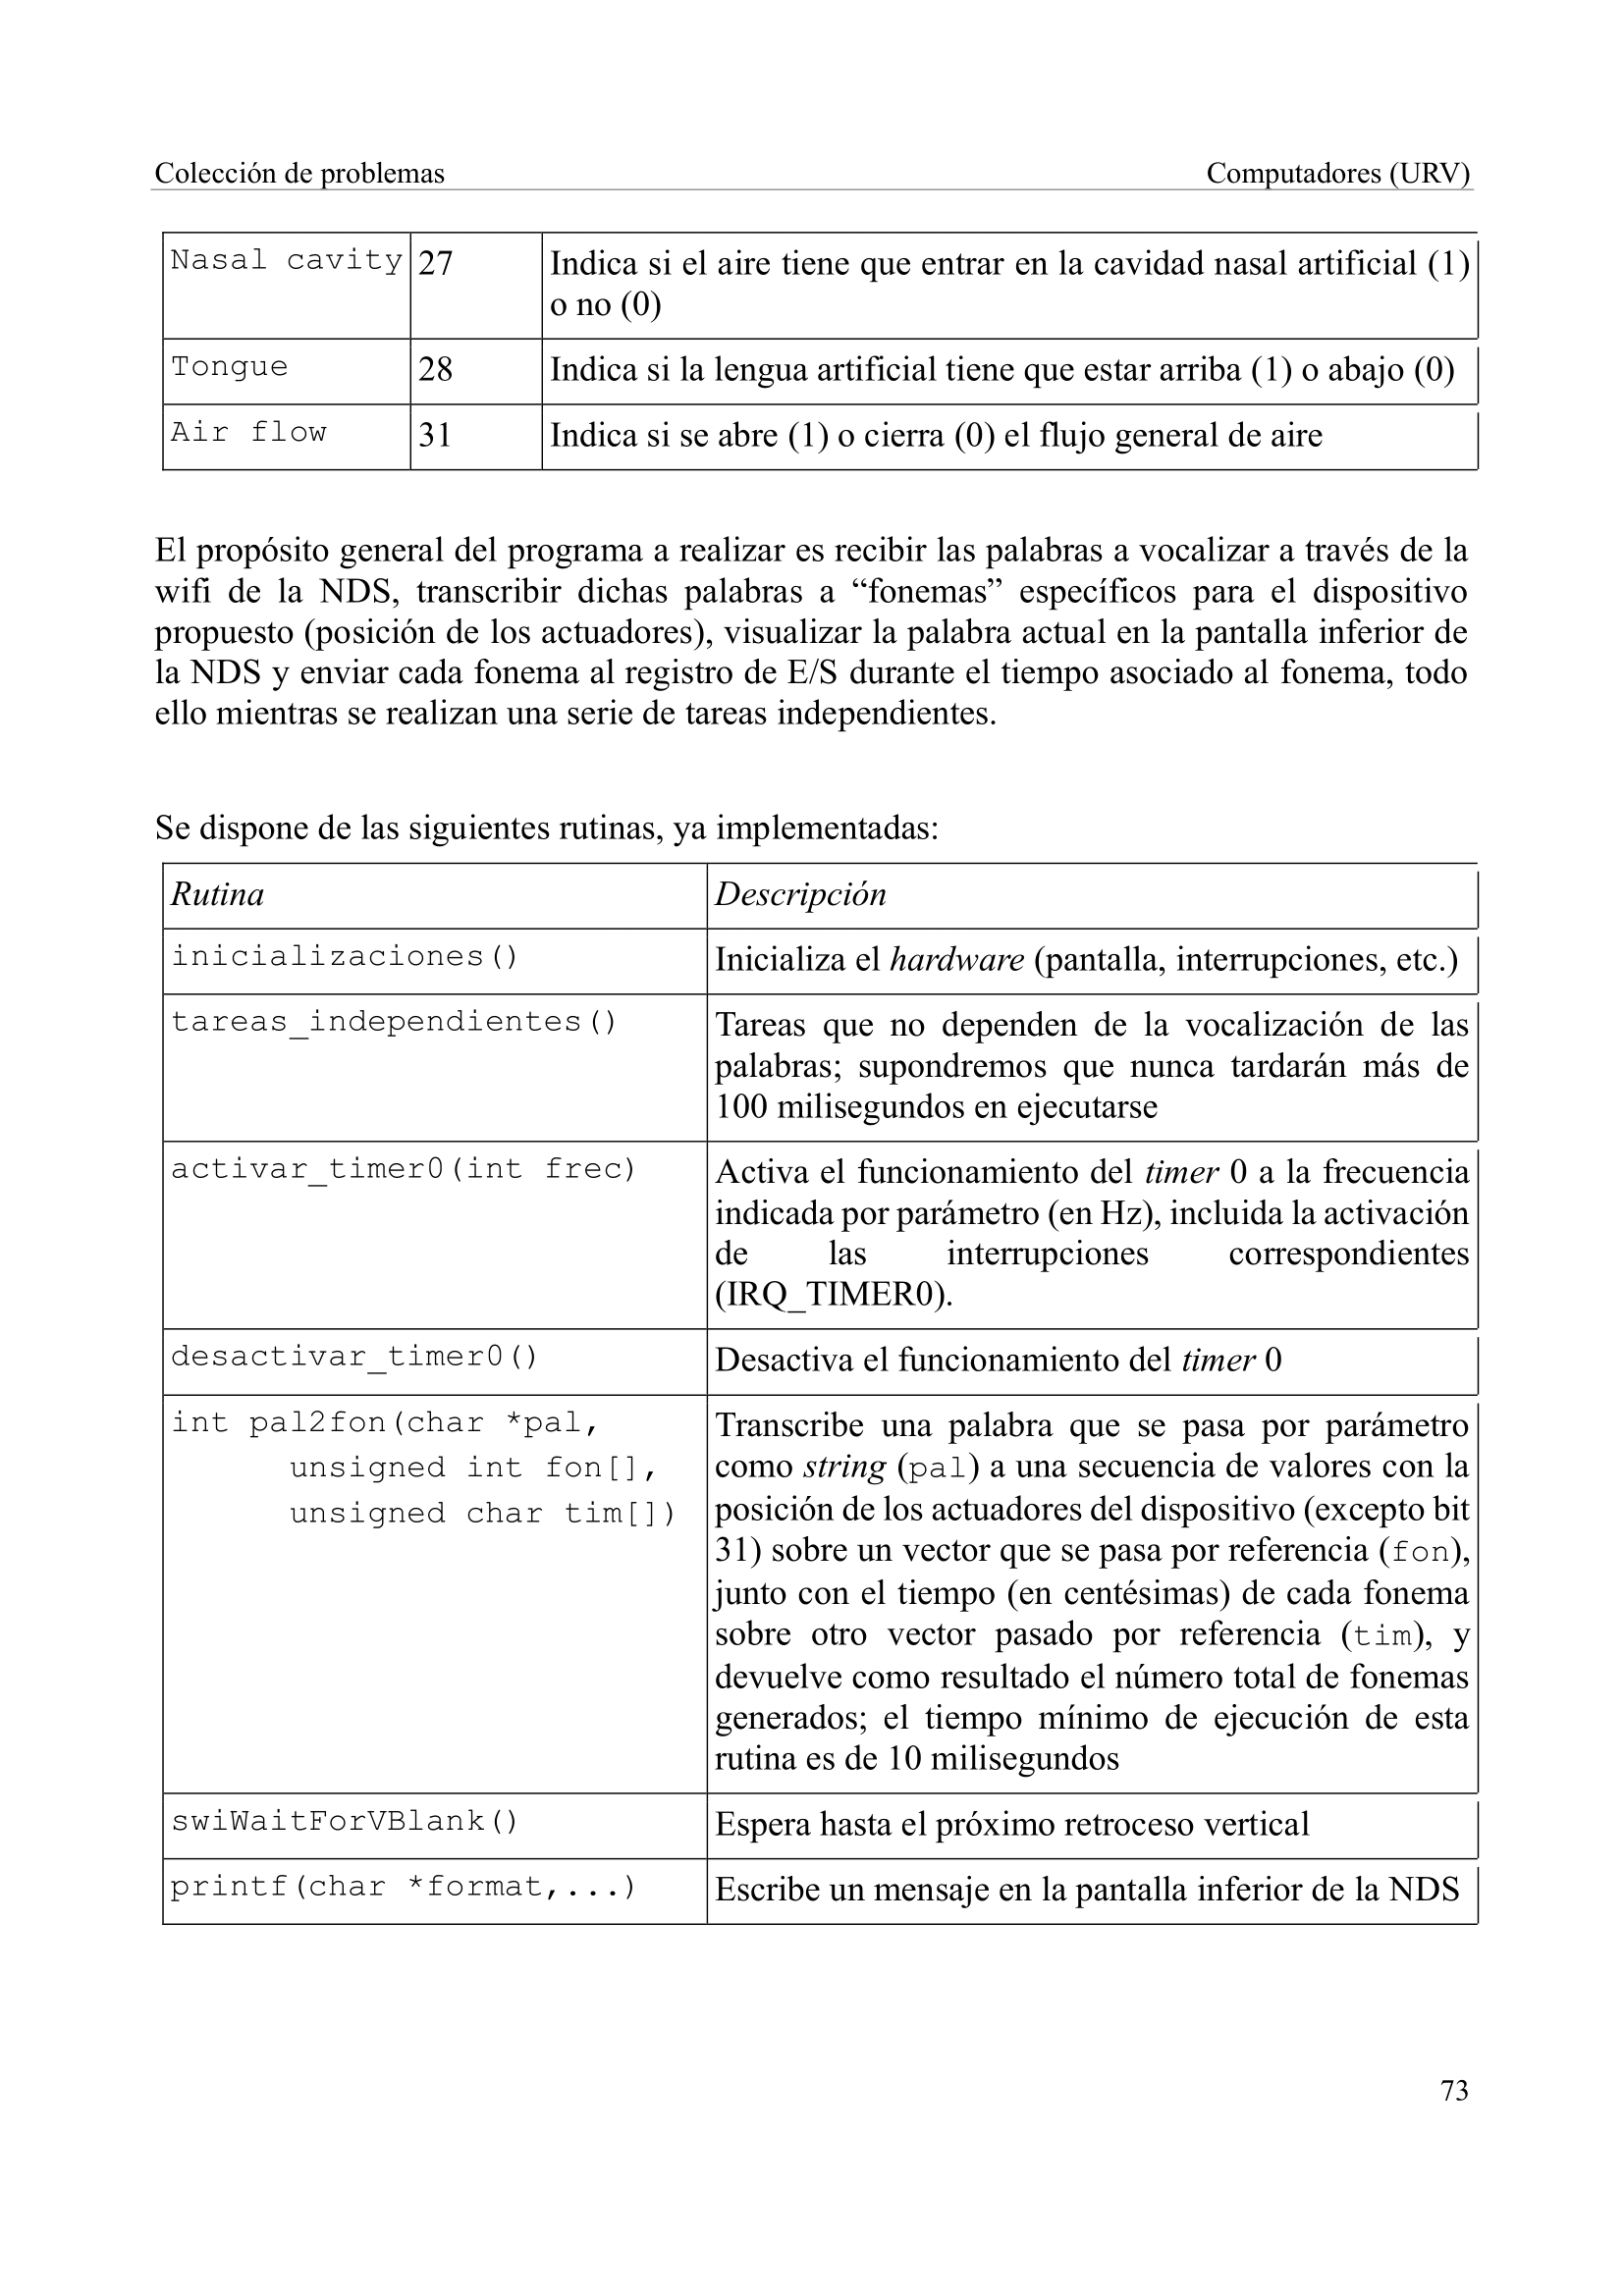 Colección de problemas
Computadores (URV)
Nasal cavity
27
Indica si el aire tiene que entrar en la cavidad nasal artificial (1)
o no (0)
Tongue
28
Indica si la lengua artificial tiene que estar arriba (1) o abajo (0)
Air flow
31
Indica si se abre (1) o cierra (0) el flujo general de aire
El propósito general del programa a realizar es recibir las palabras a vocalizar a través de la
wifi de la NDS, transcribir dichas palabras a “fonemas” específicos para el dispositivo
propuesto (posición de los actuadores), visualizar la palabra actual en la pantalla inferior de
la NDS y enviar cada fonema al registro de E/S durante el tiempo asociado al fonema, todo
ello mientras se realizan una serie de tareas independientes.
Se dispone de las siguientes rutinas, ya implementadas:
Rutina
Descripción
inicializaciones()
Inicializa el hardware (pantalla, interrupciones, etc.)
tareas_independientes()
Tareas que no dependen de la vocalización de las
palabras; supondremos que nunca tardarán más de
100 milisegundos en ejecutarse
activar_timer0(int frec)
Activa el funcionamiento del timer 0 a la frecuencia
indicada por parámetro (en Hz), incluida la activación
de las interrupciones correspondientes
(IRQ_TIMER0).
desactivar_timer0()
Desactiva el funcionamiento del timer 0
int pal2fon(char *pal,
unsigned int fon[],
unsigned char tim[])
Transcribe una palabra que se pasa por parámetro
como string (pal) a una secuencia de valores con la
posición de los actuadores del dispositivo (excepto bit
31) sobre un vector que se pasa por referencia (fon),
junto con el tiempo (en centésimas) de cada fonema
sobre otro vector pasado por referencia (tim), y
devuelve como resultado el número total de fonemas
generados; el tiempo mínimo de ejecución de esta
rutina es de 10 milisegundos
swiWaitForVBlank()
Espera hasta el próximo retroceso vertical
printf(char *format,...)
Escribe un mensaje en la pantalla inferior de la NDS
73